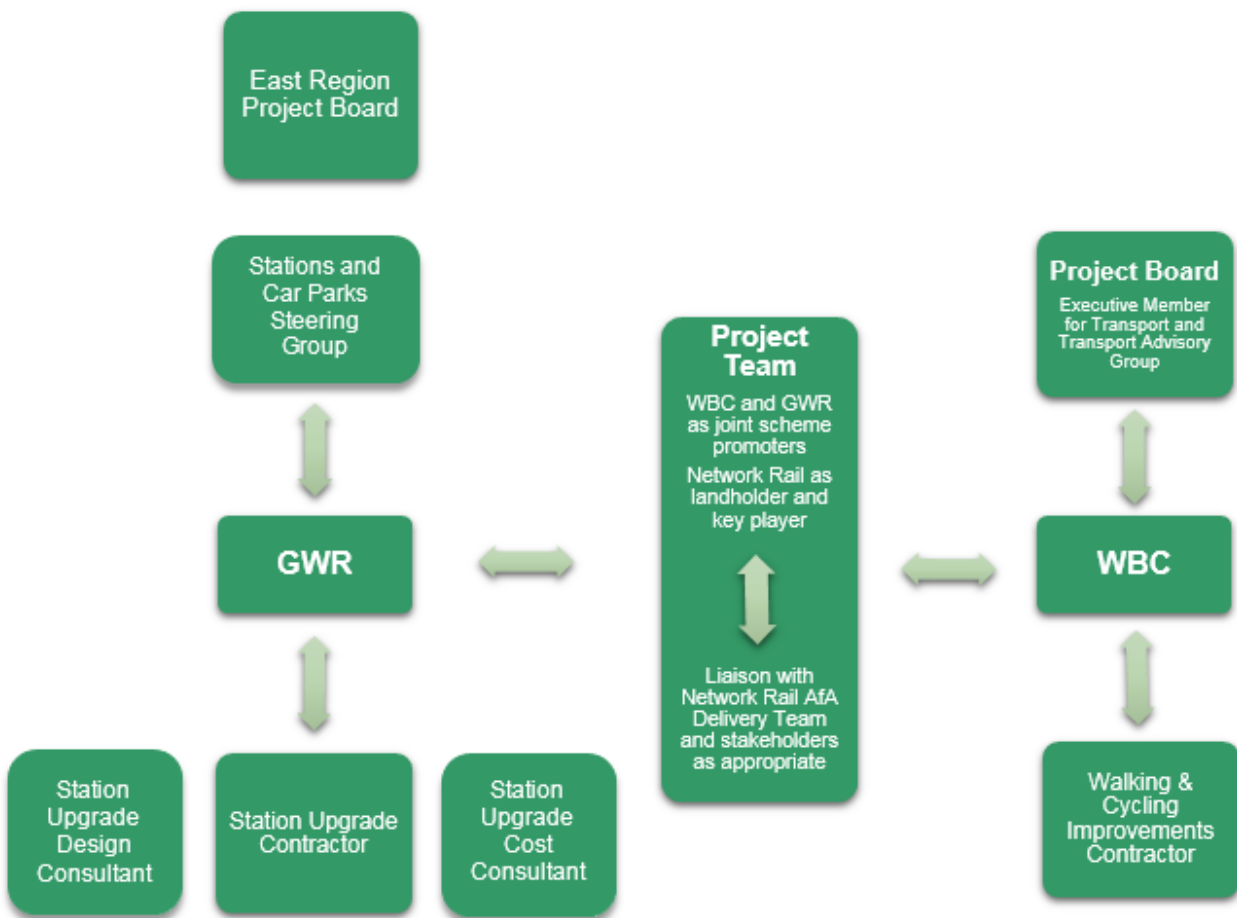 East Region
Project Board
Stations and
Car Parks
Steering
Group
GWR
Station
Upgrade
Design
Consultant
Station Upgrade
Contractor
Station
Upgrade
Cost
Consultant
Project
Team
WBC and GWR
as joint scheme
promoters
Network Rail as
landholder and
key player
Liaison with
Network Rail AfA
Delivery Team
and stakeholders
as appropriate
Project Board
Executive Member
for Transport and
Transport Advisory
Group
WBC
Walking &
Cycling
Improvements
Contractor